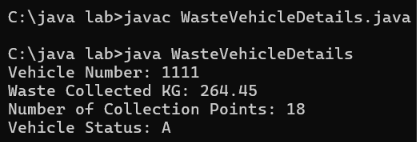 C:\java lab>javac WasteVehicleDetails.java
C:\java lab>java WasteVehicleDetails
Vehicle Number: 1111
Waste Collected KG: 264.45
Number of Collection Points: 18
Vehicle Status: A